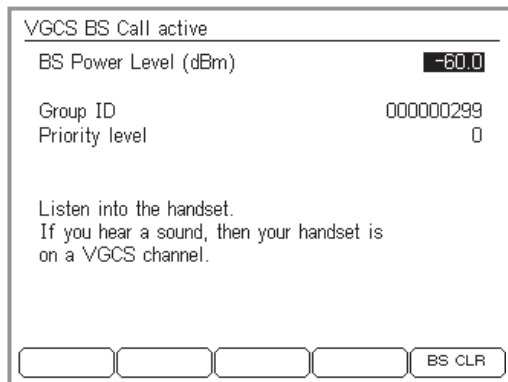 VGCS BS Call active
BS Power Level (dBm) -60.0
Group ID 000000299
Priority level 0
Listen into the handset.
If you hear a sound, then your handset is
on a VGCS channel.
BS CLR